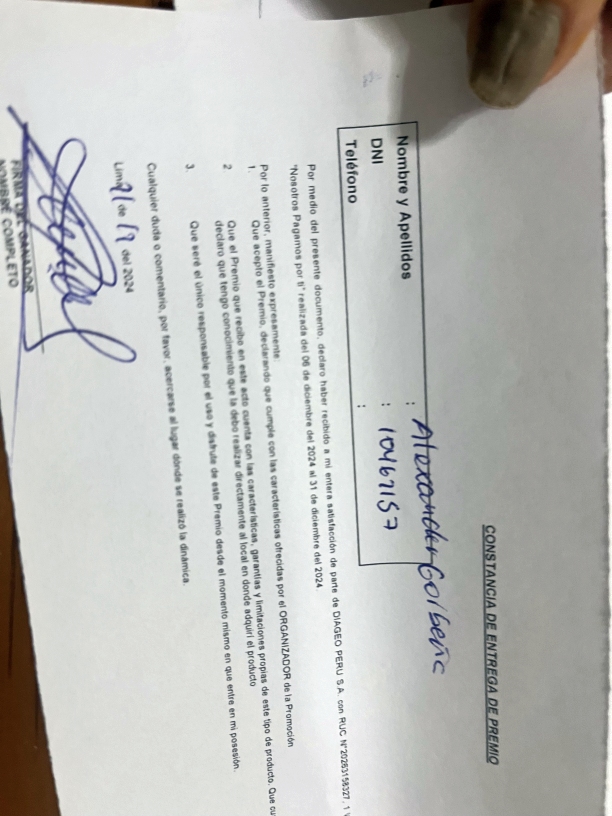 CONSTANCIA DE ENTREGA DE PREMIO
Nombre y Apellidos : Alexander Gorbeña
DNI : 10467157
Teléfono :
Por medio del presente documento, declaro haber recibido a mi entera satisfacción de parte de DIAGEO PERU S.A. con RUC N°20263158327, 1
"Nosotros Pagamos por ti" realizada del 06 de diciembre del 2024 al 31 de diciembre del 2024
Por lo anterior, manifiesto expresamente:
1. Que acepto el Premio, declarando que cumple con las características ofrecidas por el ORGANIZADOR de la Promoción
2 Que el Premio que recibo en este acto cuenta con las características, garantías y limitaciones propias de este tipo de producto. Que
declaro que tengo conocimiento que la debo realizar directamente al local en donde adquirí el producto
3. Que seré el único responsable por el uso y disfrute de este Premio desde el momento mismo en que entre en mi posesión.
Cualquier duda o comentario, por favor, acercarse al lugar donde se realizó la dinámica.
Lima de del 2024
FIRMA DEL GANADOR
NOMBRE COMPLETO